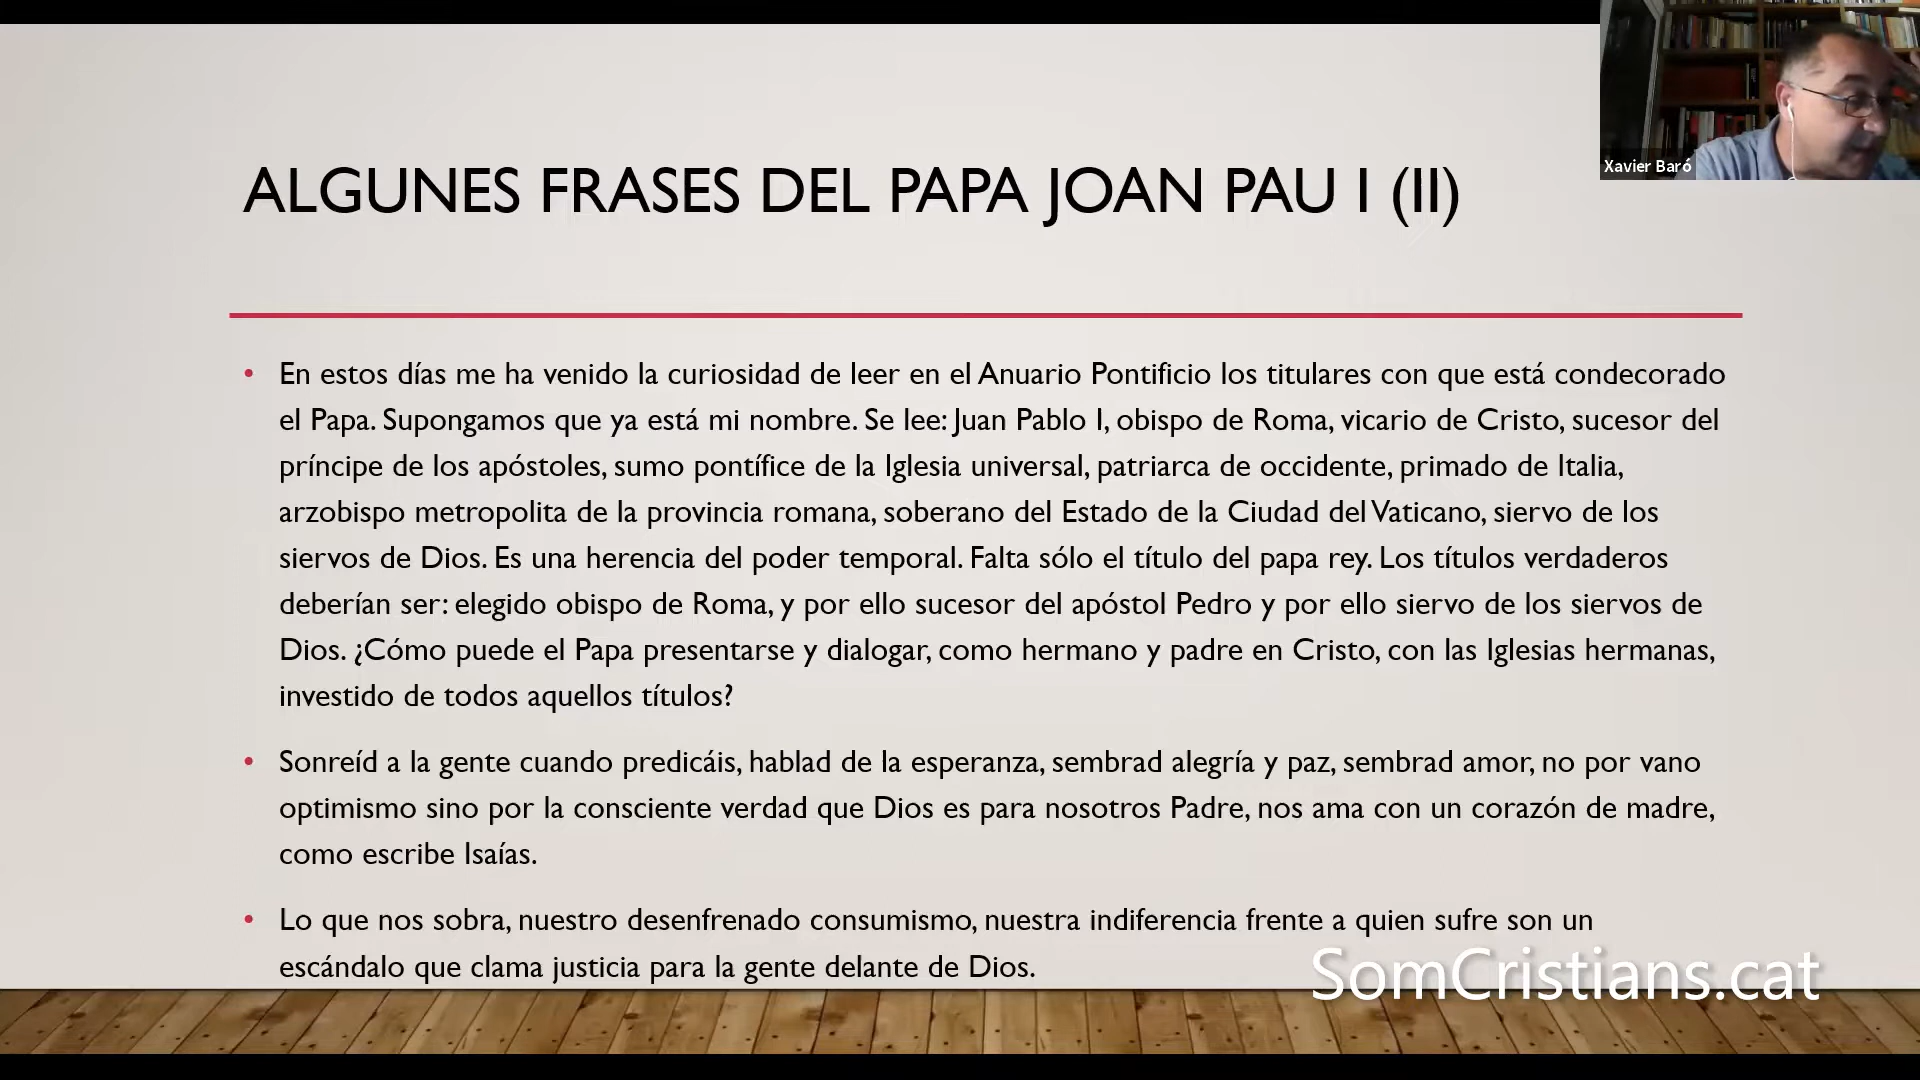 Xavier Baró
ALGUNES FRASES DEL PAPA JOAN PAU I (II)
• En estos días me ha venido la curiosidad de leer en el Anuario Pontificio los titulares con que está condecorado
el Papa. Supongamos que ya está mi nombre. Se lee: Juan Pablo I, obispo de Roma, vicario de Cristo, sucesor del
príncipe de los apóstoles, sumo pontífice de la Iglesia universal, patriarca de occidente, primado de Italia,
arzobispo metropolita de la provincia romana, soberano del Estado de la Ciudad del Vaticano, siervo de los
siervos de Dios. Es una herencia del poder temporal. Falta sólo el título del papa rey. Los títulos verdaderos
deberían ser: elegido obispo de Roma, y por ello sucesor del apóstol Pedro y por ello siervo de los siervos de
Dios. ¿Cómo puede el Papa presentarse y dialogar, como hermano y padre en Cristo, con las Iglesias hermanas,
investido de todos aquellos títulos?
• Sonreíd a la gente cuando predicáis, hablad de la esperanza, sembrad alegría y paz, sembrad amor, no por vano
optimismo sino por la consciente verdad que Dios es para nosotros Padre, nos ama con un corazón de madre,
como escribe Isaías.
• Lo que nos sobra, nuestro desenfrenado consumismo, nuestra indiferencia frente a quien sufre son un
escándalo que clama justicia para la gente delante de Dios.
SomCristians.cat